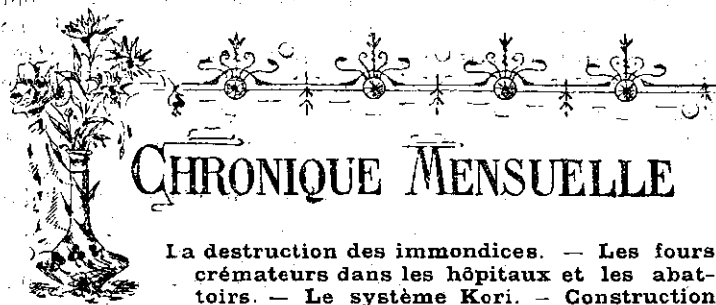 CHRONIQUE MENSUELLE
La destruction des immondices. — Les fours
crémateurs dans les hôpitaux et les abat-
toirs. — Le système Kori. — Construction